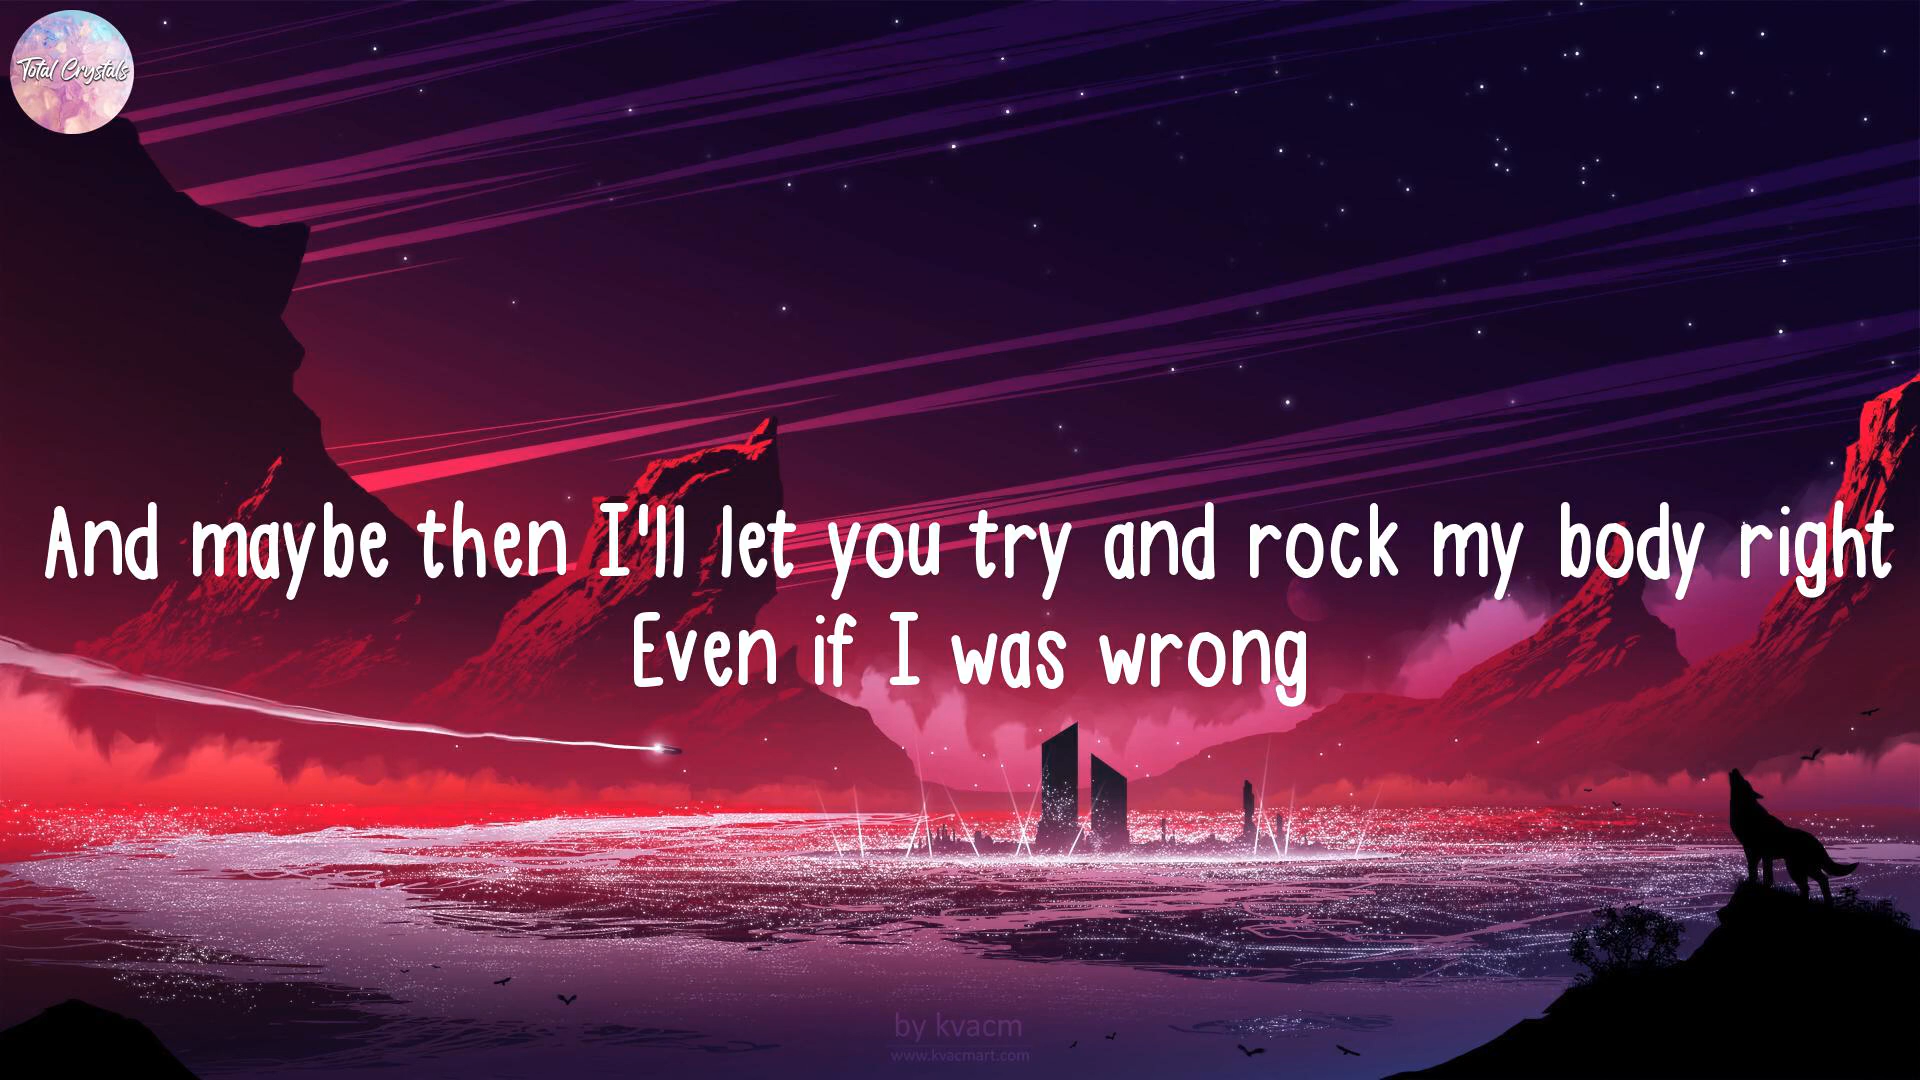 Total Crystals
And maybe then I'll let you try and rock my body right
Even if I was wrong
by kvacm
www.kvacmart.com